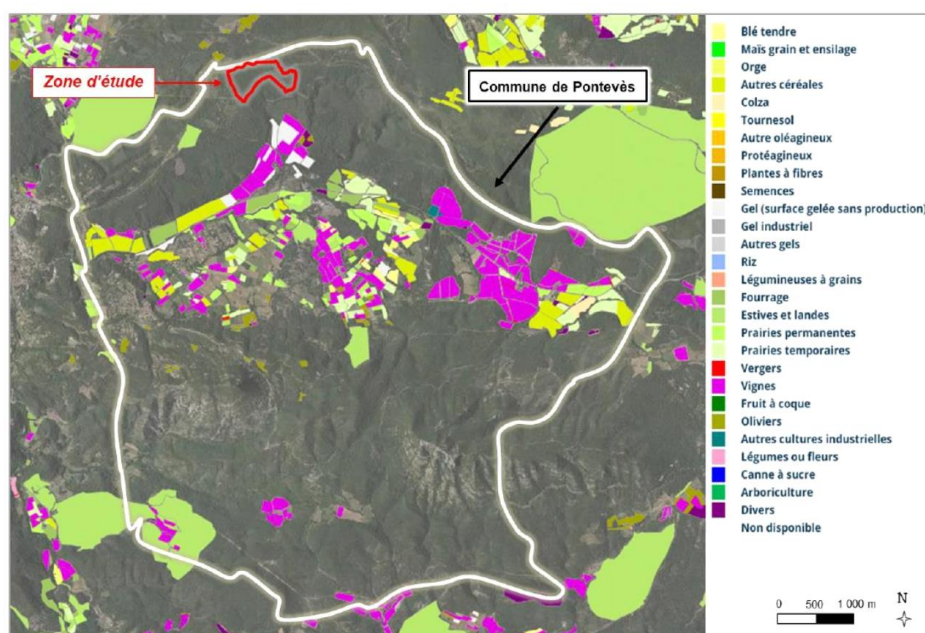 Zone d'étude
Commune de Pontevès
Blé tendre
Maïs grain et ensilage
Orge
Autres céréales
Colza
Tournesol
Autre oléagineux
Protéagineux
Plantes à fibres
Semences
Gel (surface gelée sans production)
Gel industriel
Autres gels
Riz
Légumineuses à grains
Fourrage
Estives et landes
Prairies permanentes
Prairies temporaires
Vergers
Vignes
Fruit à coque
Oliviers
Autres cultures industrielles
Légumes ou fleurs
Canne à sucre
Arboriculture
Divers
Non disponible
0 500 1 000 m
N